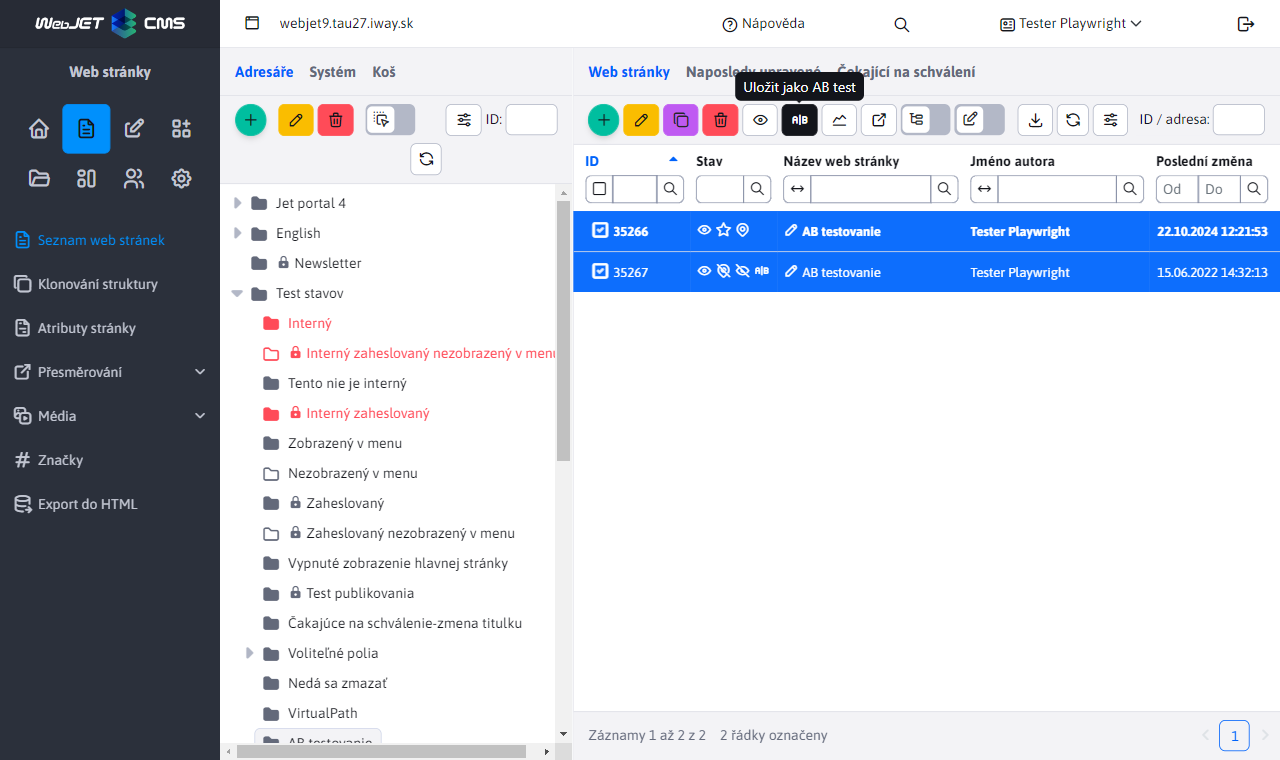 WebJET CMS
webjet9.tau27.iway.sk
Nápověda
Tester Playwright
Web stránky
Seznam web stránek
Klonování struktury
Atributy stránky
Přesměrování
Média
Značky
Export do HTML
Adresáře Systém Koš
ID:
Jet portal 4
English
Newsletter
Test stavov
Interný
Interný zaheslovaný nezobrazený v menu
Tento nie je interný
Interný zaheslovaný
Zobrazený v menu
Nezobrazený v menu
Zaheslovaný
Zaheslovaný nezobrazený v menu
Vypnuté zobrazenie hlavnej stránky
Test publikovania
Čakajúce na schválenie-zmena titulku
Voliteľné polia
Nedá sa zmazať
VirtualPath
AB testovanie
Web stránky Naposledy upravené Čekající na schválení
Uložit jako AB test
A|B
ID / adresa:
ID Stav Název web stránky Jméno autora Poslední změna
Od Do
35266 AB testovanie Tester Playwright 22.10.2024 12:21:53
35267 A|B AB testovanie Tester Playwright 15.06.2022 14:32:13
Záznamy 1 až 2 z 2 2 řádky označeny
1